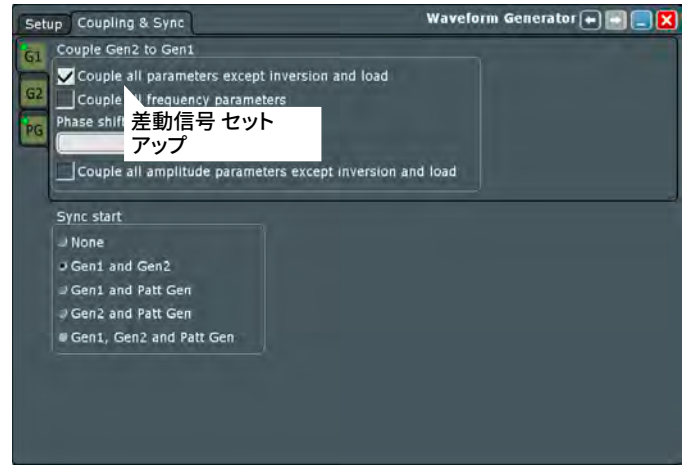 Setup
Coupling & Sync
Waveform Generator
G1
G2
PG
Couple Gen2 to Gen1
Couple all parameters except inversion and load
Couple all frequency parameters
Phase shift
差動信号 セット
アップ
Couple all amplitude parameters except inversion and load
Sync start
None
Gen1 and Gen2
Gen1 and Patt Gen
Gen2 and Patt Gen
Gen1, Gen2 and Patt Gen